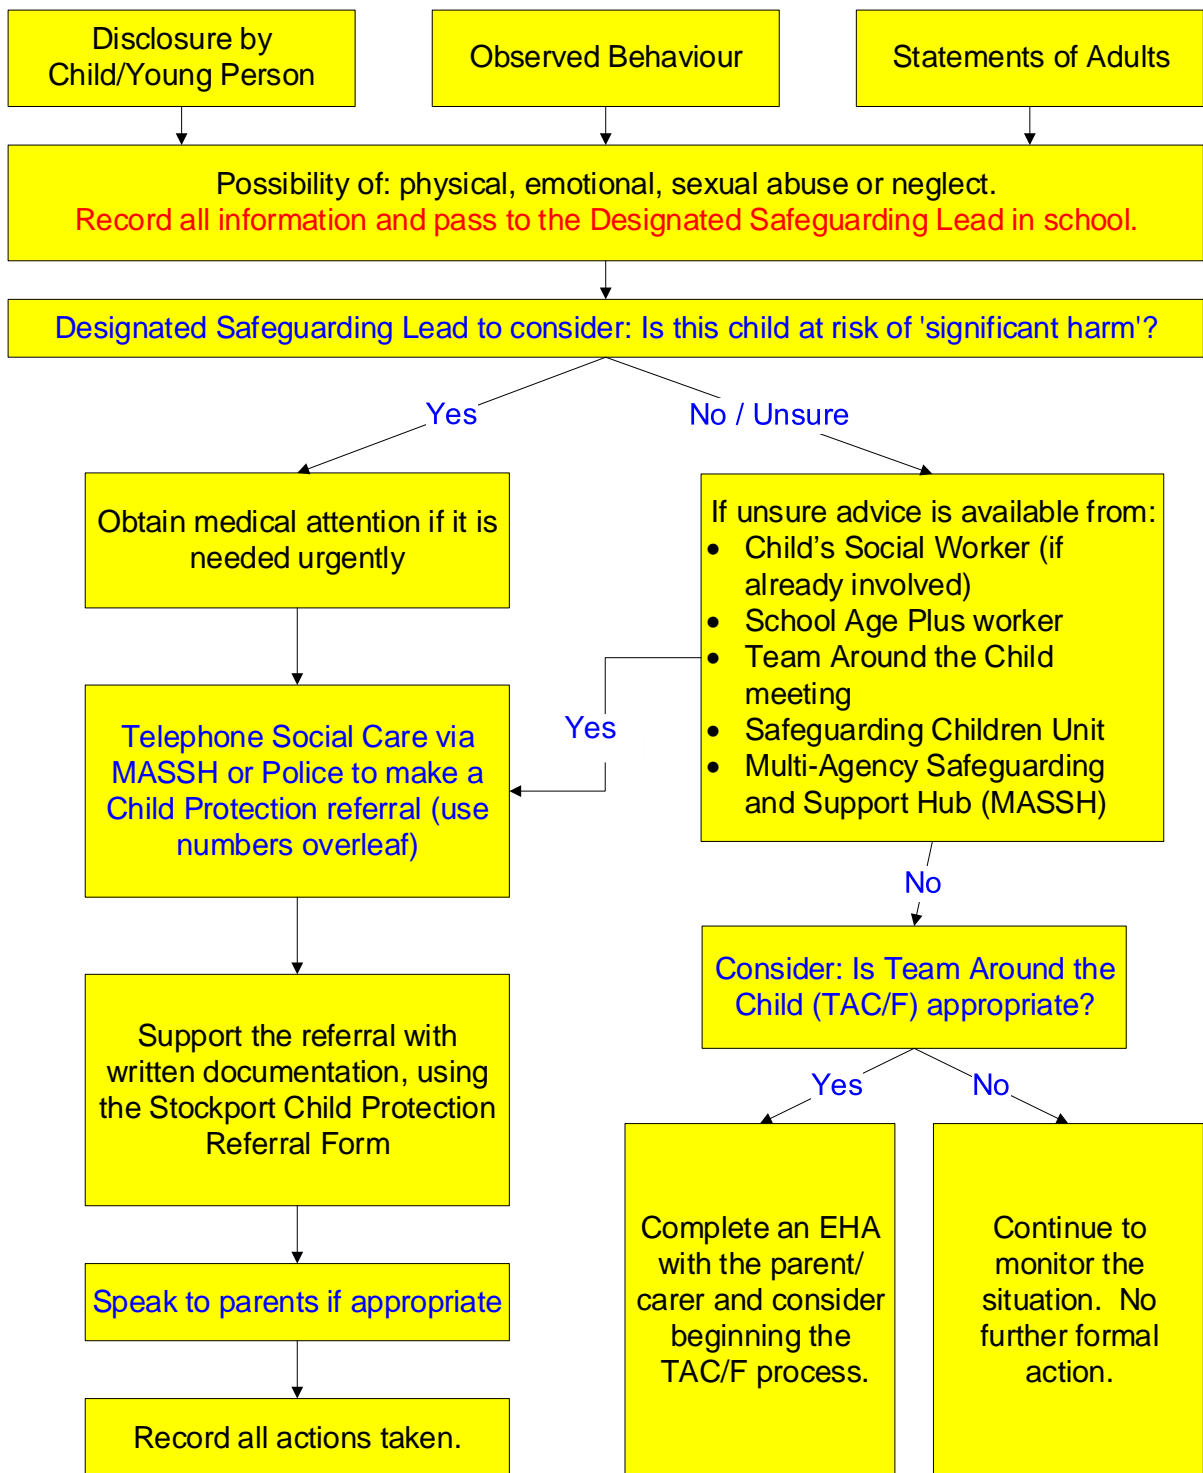 Disclosure by
Child/Young Person
Observed Behaviour
Statements of Adults
Possibility of: physical, emotional, sexual abuse or neglect.
Record all information and pass to the Designated Safeguarding Lead in school.
Designated Safeguarding Lead to consider: Is this child at risk of 'significant harm'?
Yes
No / Unsure
Obtain medical attention if it is
needed urgently
If unsure advice is available from:
• Child’s Social Worker (if
already involved)
• School Age Plus worker
• Team Around the Child
meeting
• Safeguarding Children Unit
• Multi-Agency Safeguarding
and Support Hub (MASSH)
Yes
Telephone Social Care via
MASSH or Police to make a
Child Protection referral (use
numbers overleaf)
No
Consider: Is Team Around the
Child (TAC/F) appropriate?
Support the referral with
written documentation, using
the Stockport Child Protection
Referral Form
Yes
No
Complete an EHA
with the parent/
carer and consider
beginning the
TAC/F process.
Continue to
monitor the
situation.  No
further formal
action.
Speak to parents if appropriate
Record all actions taken.